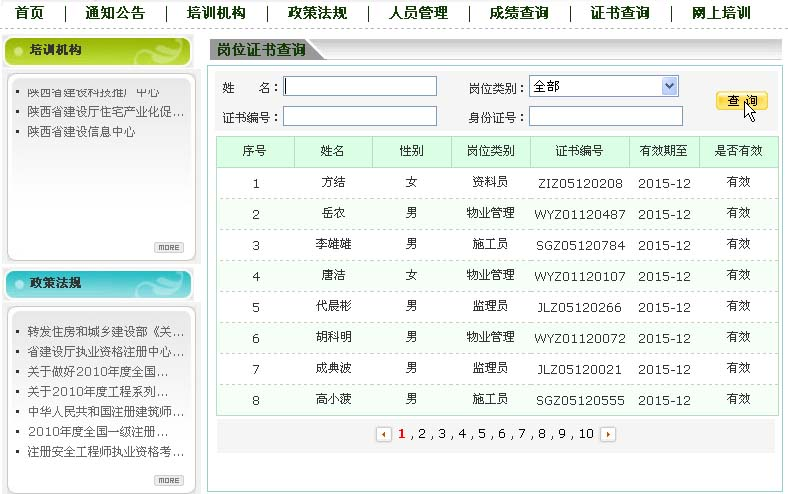 首页 | 通知公告 | 培训机构 | 政策法规 | 人员管理 | 成绩查询 | 证书查询 | 网上培训
培训机构
陕西省建设科技推广中心
陕西省建设厅住宅产业化促...
陕西省建设信息中心
MORE
政策法规
转发住房和城乡建设部《关...
省建设厅执业资格注册中心...
关于做好2010年度全国...
关于2010年度工程系列...
中华人民共和国注册建筑师...
2010年度全国一级注册...
注册安全工程师执业资格考...
MORE
岗位证书查询
姓 名： 岗位类别： 全部
证书编号： 身份证号：
查 询
序号 姓名 性别 岗位类别 证书编号 有效期至 是否有效
1 方结 女 资料员 ZIZ05120208 2015-12 有效
2 岳农 男 物业管理 WYZ01120487 2015-12 有效
3 李雄雄 男 施工员 SGZ05120784 2015-12 有效
4 唐洁 女 物业管理 WYZ01120107 2015-12 有效
5 代晨彬 男 监理员 JLZ05120266 2015-12 有效
6 胡科明 男 物业管理 WYZ01120072 2015-12 有效
7 成典波 男 监理员 JLZ05120021 2015-12 有效
8 高小菠 男 施工员 SGZ05120555 2015-12 有效
1 , 2 , 3 , 4 , 5 , 6 , 7 , 8 , 9 , 10